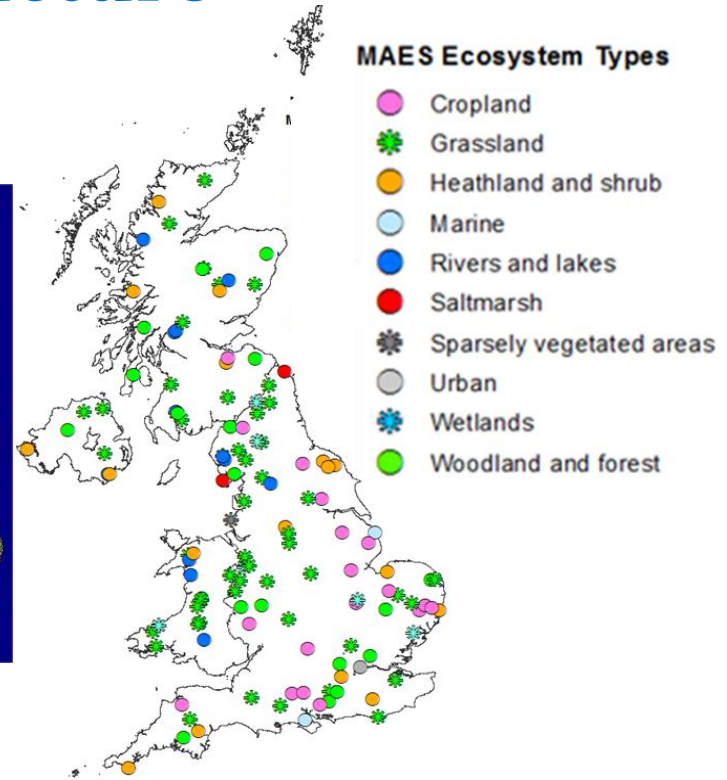 MAES Ecosystem Types
Cropland
Grassland
Heathland and shrub
Marine
Rivers and lakes
Saltmarsh
Sparsely vegetated areas
Urban
Wetlands
Woodland and forest